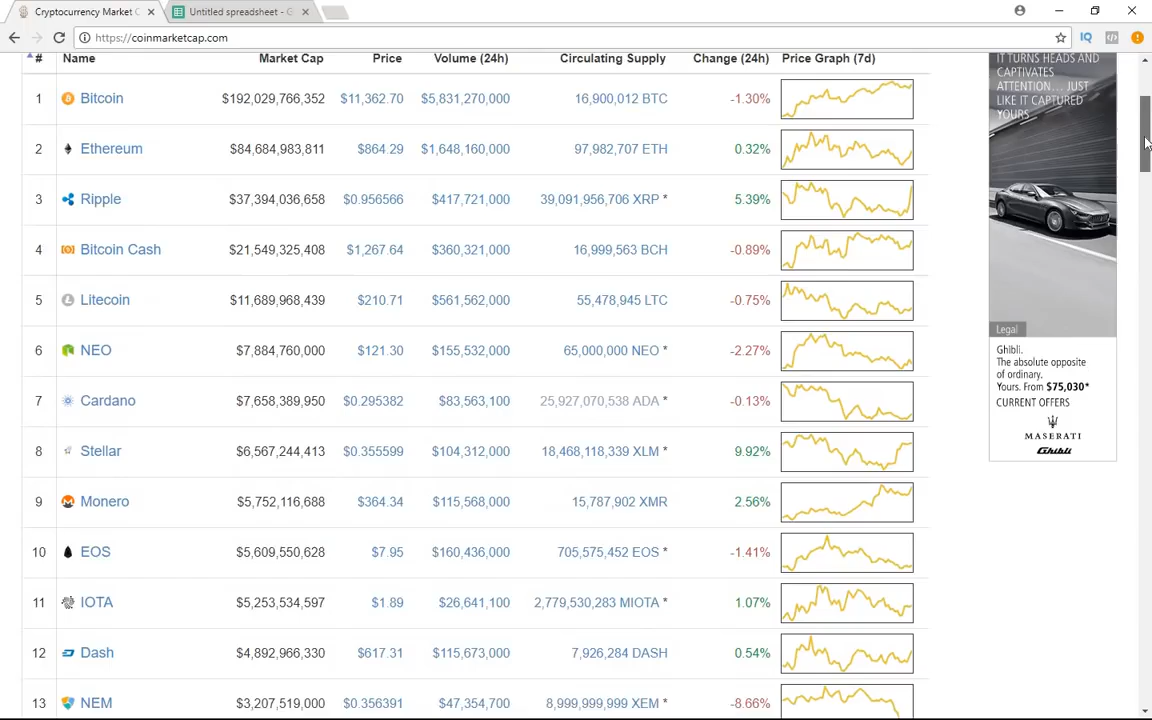 Cryptocurrency Market C
Untitled spreadsheet - G
https://coinmarketcap.com
# Name Market Cap Price Volume (24h) Circulating Supply Change (24h) Price Graph (7d)
1 Bitcoin $192,029,766,352 $11,362.70 $5,831,270,000 16,900,012 BTC -1.30%
2 Ethereum $84,684,983,811 $864.29 $1,648,160,000 97,982,707 ETH 0.32%
3 Ripple $37,394,036,658 $0.956566 $417,721,000 39,091,956,706 XRP * 5.39%
4 Bitcoin Cash $21,549,325,408 $1,267.64 $360,321,000 16,999,563 BCH -0.89%
5 Litecoin $11,689,968,439 $210.71 $561,562,000 55,478,945 LTC -0.75%
6 NEO $7,884,760,000 $121.30 $155,532,000 65,000,000 NEO * -2.27%
7 Cardano $7,658,389,950 $0.295382 $83,563,100 25,927,070,538 ADA * -0.13%
8 Stellar $6,567,244,413 $0.355599 $104,312,000 18,468,118,339 XLM * 9.92%
9 Monero $5,752,116,688 $364.34 $115,568,000 15,787,902 XMR 2.56%
10 EOS $5,609,550,628 $7.95 $160,436,000 705,575,452 EOS * -1.41%
11 IOTA $5,253,534,597 $1.89 $26,641,100 2,779,530,283 MIOTA * 1.07%
12 Dash $4,892,966,330 $617.31 $115,673,000 7,926,284 DASH 0.54%
13 NEM $3,207,519,000 $0.356391 $47,354,700 8,999,999,999 XEM * -8.66%
IT TURNS HEADS AND
CAPTIVATES
ATTENTION... JUST
LIKE IT CAPTURED
YOURS.
Legal
Ghibli.
The absolute opposite
of ordinary.
Yours. From $75,030*
CURRENT OFFERS
MASERATI
Ghibli